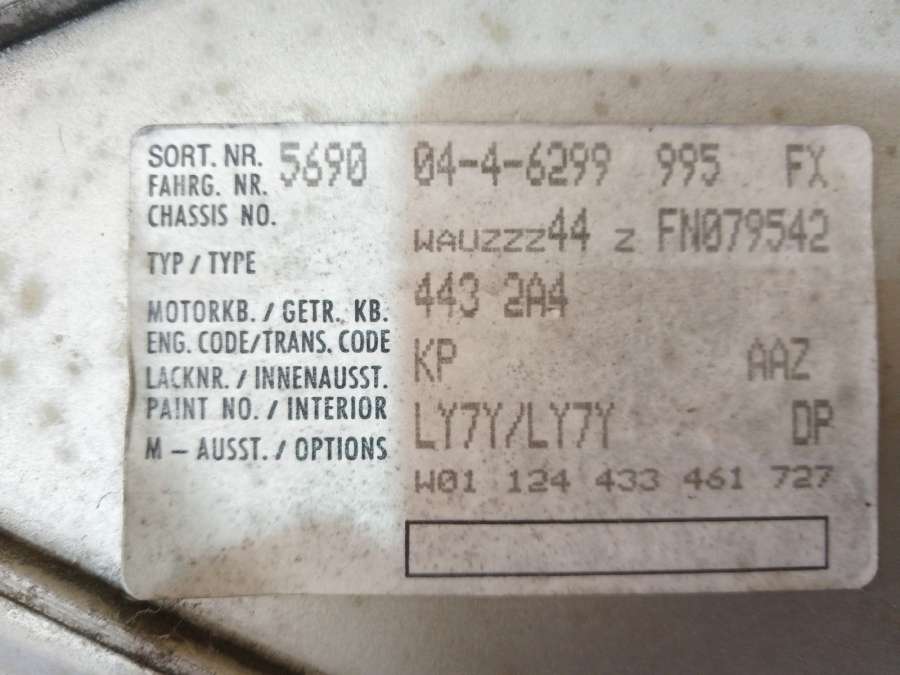 SORT. NR. 5690 04-4-6299 995 FX
FAHRG. NR.
CHASSIS NO. WAUZZZ44 Z FN079542
TYP / TYPE 443 2A4
MOTORKB. / GETR. KB.
ENG. CODE/TRANS. CODE KP AAZ
LACKNR. / INNENAUSST.
PAINT NO. / INTERIOR LY7Y/LY7Y DP
M – AUSST. / OPTIONS W01 124 433 461 727